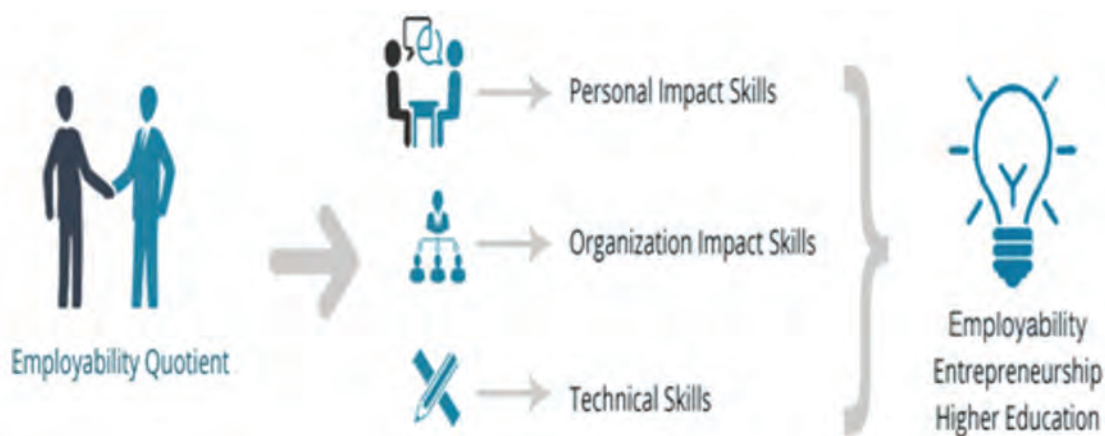 Employability Quotient
Personal Impact Skills
Organization Impact Skills
Technical Skills
Employability
Entrepreneurship
Higher Education